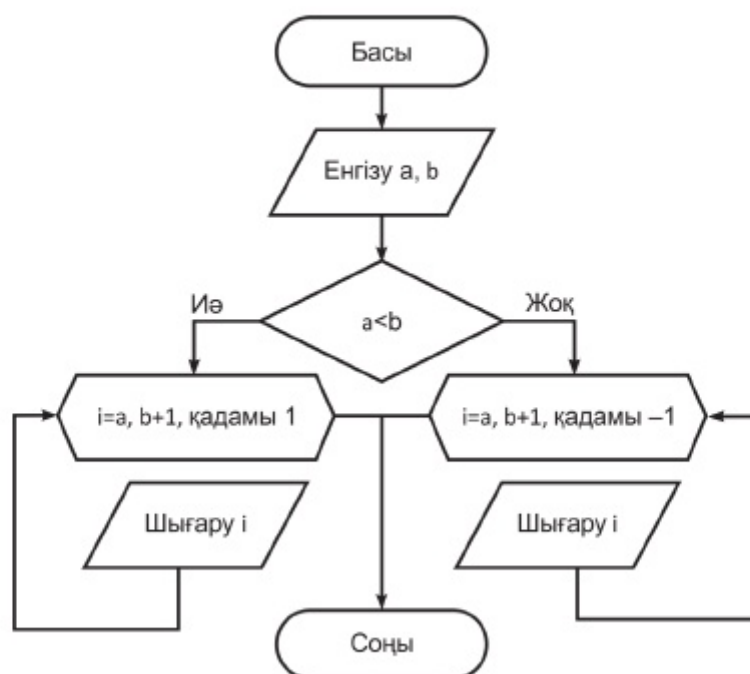 Басы
Енгізу a, b
Иә
a<b
Жоқ
i=a, b+1, қадамы 1
i=a, b+1, қадамы –1
Шығару i
Шығару i
Соңы